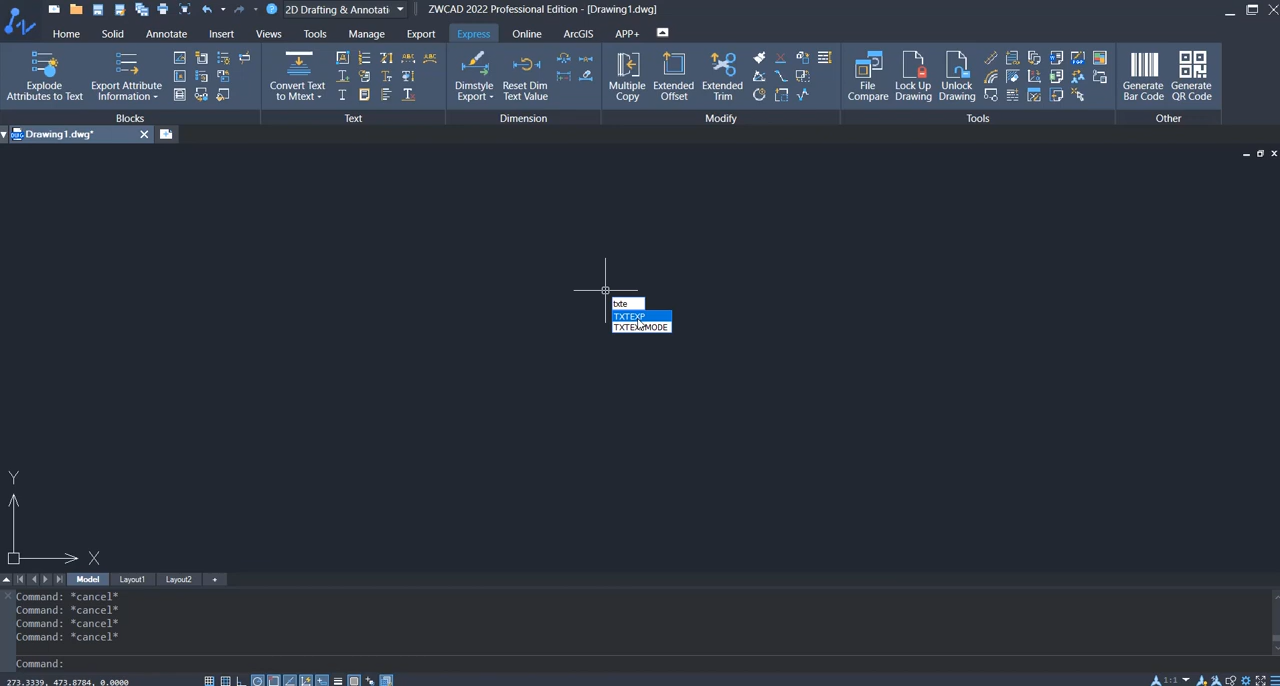 2D Drafting & Annotati
ZWCAD 2022 Professional Edition - [Drawing1.dwg]
Home Solid Annotate Insert Views Tools Manage Export Express Online ArcGIS APP+
Explode
Attributes to Text
Export Attribute
Information
Convert Text
to Mtext
Dimstyle
Export
Reset Dim
Text Value
Multiple
Copy
Extended
Offset
Extended
Trim
File
Compare
Lock Up
Drawing
Unlock
Drawing
Generate
Bar Code
Generate
QR Code
Blocks Text Dimension Modify Tools Other
Drawing1.dwg*
txte
TXTEXP
TXTEXPMODE
Y
X
Model Layout1 Layout2 +
Command: *cancel*
Command: *cancel*
Command: *cancel*
Command: *cancel*
Command:
273.3339, 473.8784, 0.0000
1:1